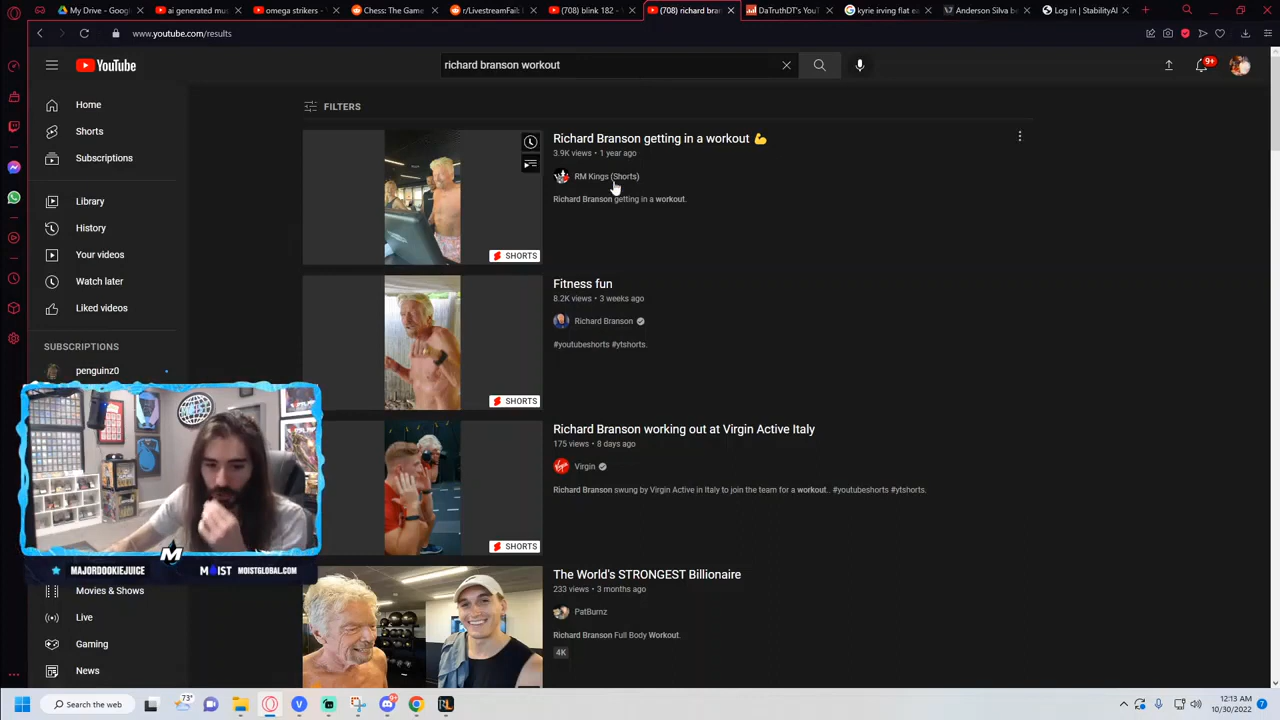 My Drive - Goog
ai generated mus
omega strikers -
Chess: The Game
r/LivestreamFail:
(708) blink 182 -
(708) richard bran
DaTruthDT's YouT
kyrie irving flat ea
Anderson Silva be
Log in | StabilityAI
www.youtube.com/results
YouTube
richard branson workout
9+
Home
Shorts
Subscriptions
Library
History
Your videos
Watch later
Liked videos
SUBSCRIPTIONS
penguinz0
FILTERS
Richard Branson getting in a workout 💪
3.9K views • 1 year ago
RM Kings (Shorts)
Richard Branson getting in a workout.
SHORTS
Fitness fun
8.2K views • 3 weeks ago
Richard Branson
#youtubeshorts #ytshorts.
SHORTS
Richard Branson working out at Virgin Active Italy
175 views • 8 days ago
Virgin
Richard Branson swung by Virgin Active in Italy to join the team for a workout.. #youtubeshorts #ytshorts.
SHORTS
The World's STRONGEST Billionaire
233 views • 3 months ago
PatBurnz
Richard Branson Full Body Workout.
4K
M
MAJORDOOKIEJUICE
MOIST
MOISTGLOBAL.COM
Movies & Shows
Live
Gaming
News
Search the web
73°
12:13 AM
10/30/2022